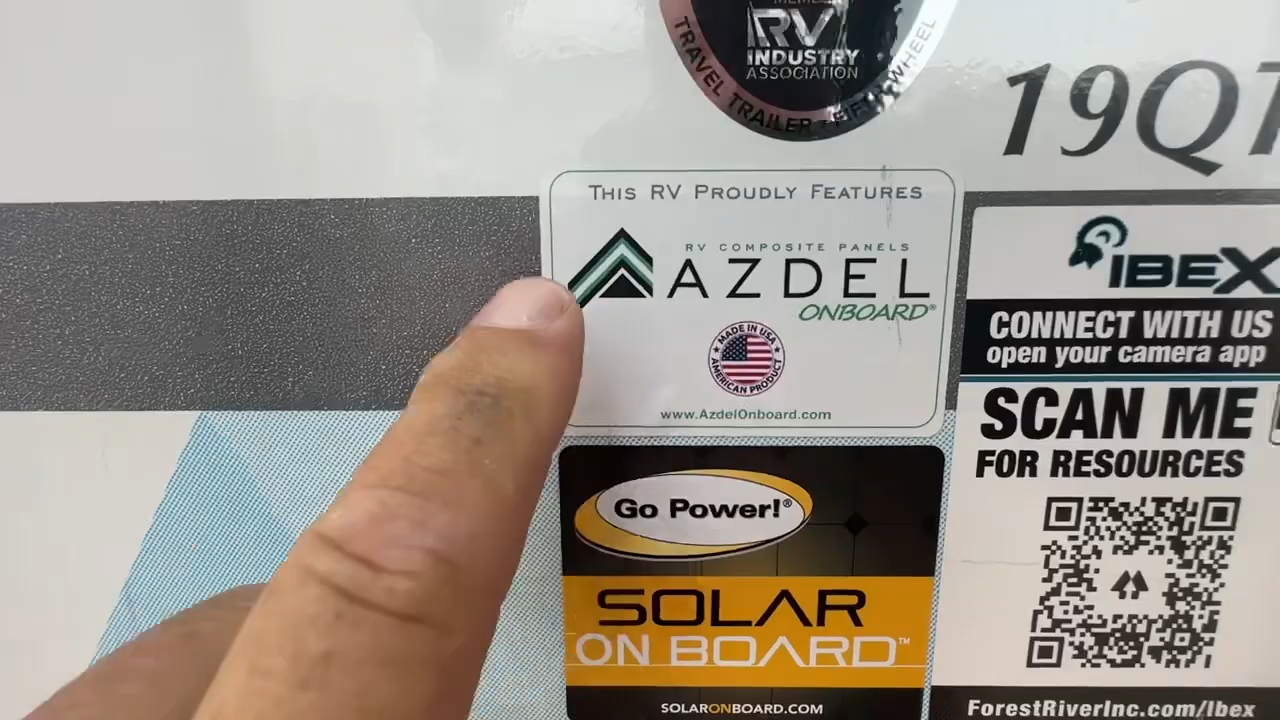 RV
INDUSTRY
ASSOCIATION
TRAVEL TRAILER • FIFTH WHEEL
19QT
THIS RV PROUDLY FEATURES
RV COMPOSITE PANELS
AZDEL
ONBOARD®
MADE IN USA
AMERICAN PRODUCT
www.AzdelOnboard.com
Go Power!®
SOLAR
ON BOARD™
SOLARONBOARD.COM
IBEX
CONNECT WITH US
open your camera app
SCAN ME
FOR RESOURCES
ForestRiverInc.com/Ibex